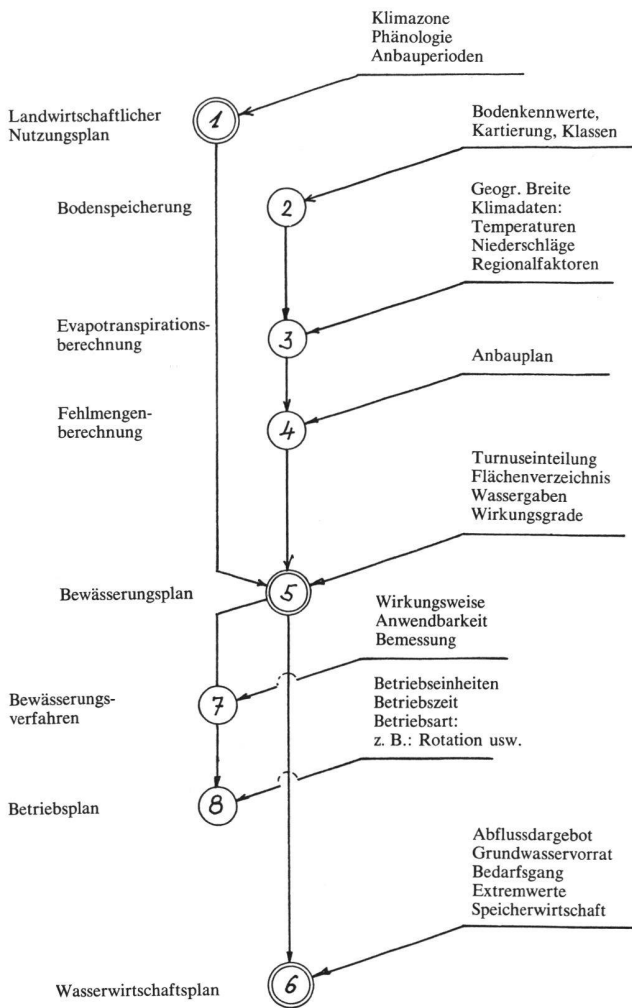 Klimazone
Phänologie
Anbauperioden
Landwirtschaftlicher
Nutzungsplan
1
Bodenkennwerte,
Kartierung, Klassen
Bodenspeicherung
2
Geogr. Breite
Klimadaten:
Temperaturen
Niederschläge
Regionalfaktoren
Evapotranspirations-
berechnung
3
Anbauplan
Fehlmengen-
berechnung
4
Turnuseinteilung
Flächenverzeichnis
Wassergaben
Wirkungsgrade
Bewässerungsplan
5
Wirkungsweise
Anwendbarkeit
Bemessung
Bewässerungs-
verfahren
7
Betriebseinheiten
Betriebszeit
Betriebsart:
z. B.: Rotation usw.
Betriebsplan
8
Abflussdargebot
Grundwasservorrat
Bedarfsgang
Extremwerte
Speicherwirtschaft
Wasserwirtschaftsplan
6